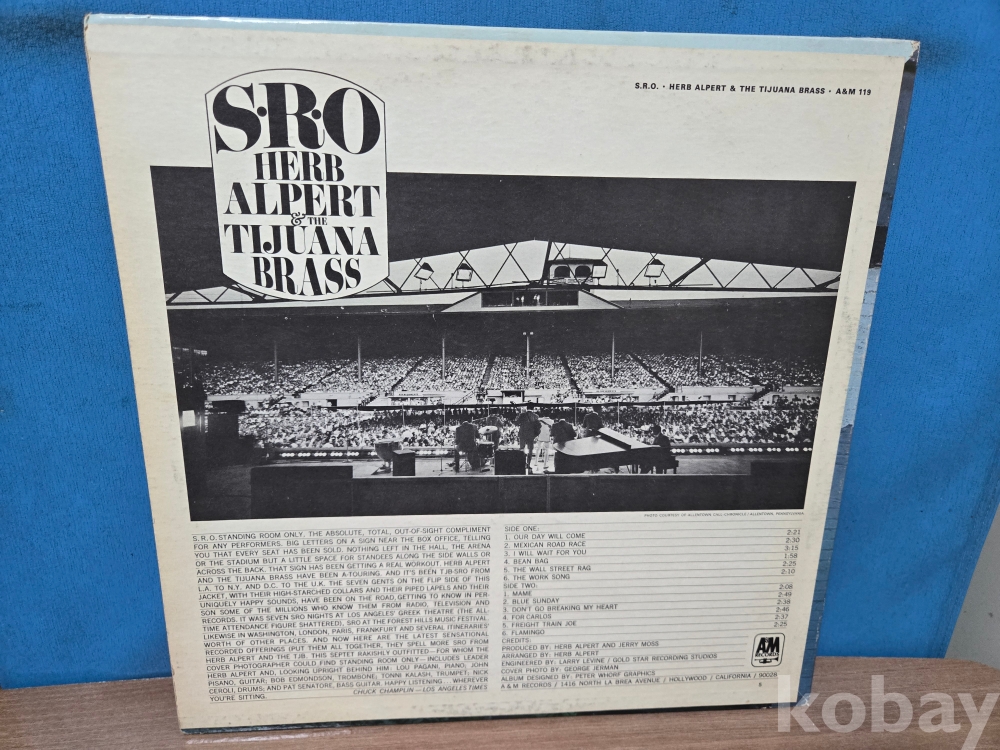 S.R.O. · HERB ALPERT & THE TIJUANA BRASS · A&M 119
S·R·O
HERB
ALPERT
& THE
TIJUANA
BRASS
PHOTO COURTESY OF ALLENTOWN CALL-CHRONICLE / ALLENTOWN, PENNSYLVANIA
S.R.O. STANDING ROOM ONLY. THE ABSOLUTE, TOTAL, OUT-OF-SIGHT COMPLIMENT
FOR ANY PERFORMERS. BIG LETTERS ON A SIGN NEAR THE BOX OFFICE, TELLING
YOU THAT EVERY SEAT HAS BEEN SOLD. NOTHING LEFT IN THE HALL, THE ARENA
OR THE STADIUM BUT A LITTLE SPACE FOR STANDEES ALONG THE SIDE WALLS OR
ACROSS THE BACK. THAT SIGN HAS BEEN GETTING A REAL WORKOUT. HERB ALPERT
AND THE TIJUANA BRASS HAVE BEEN A-TOURING, AND IT'S BEEN TJB-SRO FROM
L.A. TO N.Y. AND D.C. TO THE U.K. THE SEVEN GENTS ON THE FLIP SIDE OF THIS
JACKET, WITH THEIR HIGH-STARCHED COLLARS AND THEIR PIPED LAPELS AND THEIR
UNIQUELY HAPPY SOUNDS, HAVE BEEN ON THE ROAD, GETTING TO KNOW IN PER-
SON SOME OF THE MILLIONS WHO KNOW THEM FROM RADIO, TELEVISION AND
RECORDS. IT WAS SEVEN SRO NIGHTS AT LOS ANGELES' GREEK THEATRE (THE ALL-
TIME ATTENDANCE FIGURE SHATTERED), SRO AT THE FOREST HILLS MUSIC FESTIVAL.
LIKEWISE IN WASHINGTON, LONDON, PARIS, FRANKFURT AND SEVERAL ITINERARIES'
WORTH OF OTHER PLACES. AND NOW HERE ARE THE LATEST SENSATIONAL
RECORDED OFFERINGS (PUT THEM ALL TOGETHER, THEY SPELL MORE SRO FROM
HERB ALPERT AND THE TJB. THIS SEPTET RAKISHLY OUTFITTED—FOR WHOM THE
COVER PHOTOGRAPHER COULD FIND STANDING ROOM ONLY—INCLUDES LEADER
HERB ALPERT AND, LOOKING UPRIGHT BEHIND HIM: LOU PAGANI, PIANO, JOHN
PISANO, GUITAR; BOB EDMONDSON, TROMBONE; TONNI KALASH, TRUMPET; NICK
CEROLI, DRUMS; AND PAT SENATORE, BASS GUITAR. HAPPY LISTENING... WHEREVER
YOU'RE SITTING.
CHUCK CHAMPLIN—LOS ANGELES TIMES
SIDE ONE:
1. OUR DAY WILL COME 2:21
2. MEXICAN ROAD RACE 2:30
3. I WILL WAIT FOR YOU 3:15
4. BEAN BAG 1:58
5. THE WALL STREET RAG 2:25
6. THE WORK SONG 2:10
SIDE TWO:
1. MAME 2:08
2. BLUE SUNDAY 2:49
3. DON'T GO BREAKING MY HEART 2:38
4. FOR CARLOS 2:46
5. FREIGHT TRAIN JOE 2:37
6. FLAMINGO 2:25
CREDITS:
PRODUCED BY: HERB ALPERT AND JERRY MOSS
ARRANGED BY: HERB ALPERT
ENGINEERED BY: LARRY LEVINE / GOLD STAR RECORDING STUDIOS
COVER PHOTO BY: GEORGE JERMAN
ALBUM DESIGNED BY: PETER WHORF GRAPHICS
A & M RECORDS / 1416 NORTH LA BREA AVENUE / HOLLYWOOD / CALIFORNIA / 90028
A&M
RECORDS
kobay